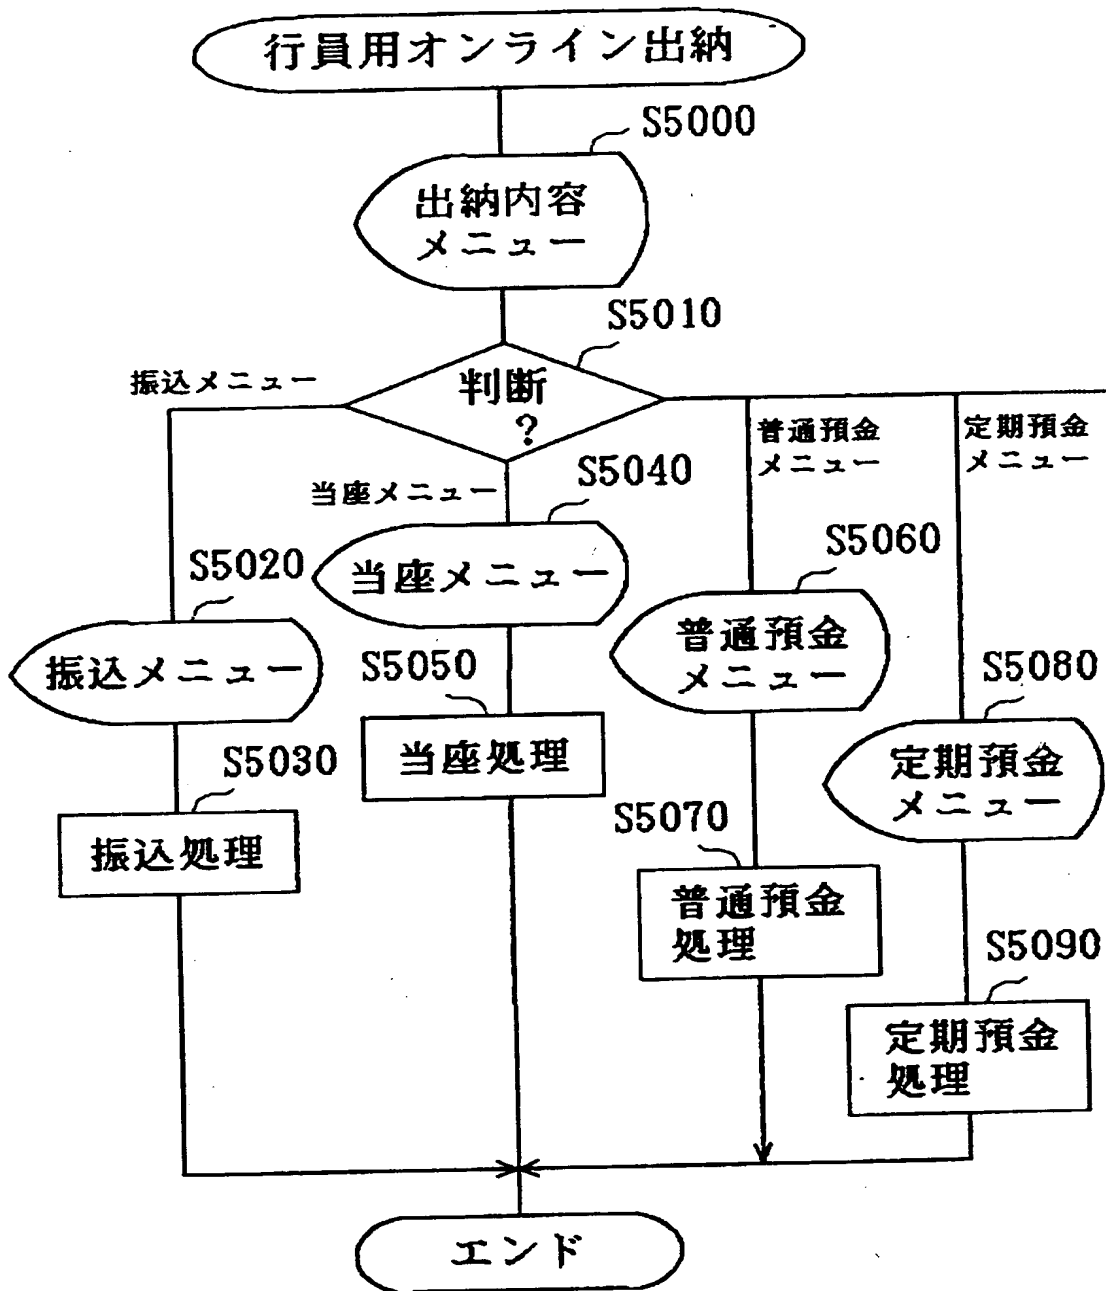 行員用オンライン出納
S5000
出納内容
メニュー
S5010
判断
?
振込メニュー
普通預金
メニュー
定期預金
メニュー
当座メニュー
S5040
当座メニュー
S5020
振込メニュー
S5060
普通預金
メニュー
S5050
当座処理
S5080
定期預金
メニュー
S5030
振込処理
S5070
普通預金
処理
S5090
定期預金
処理
エンド